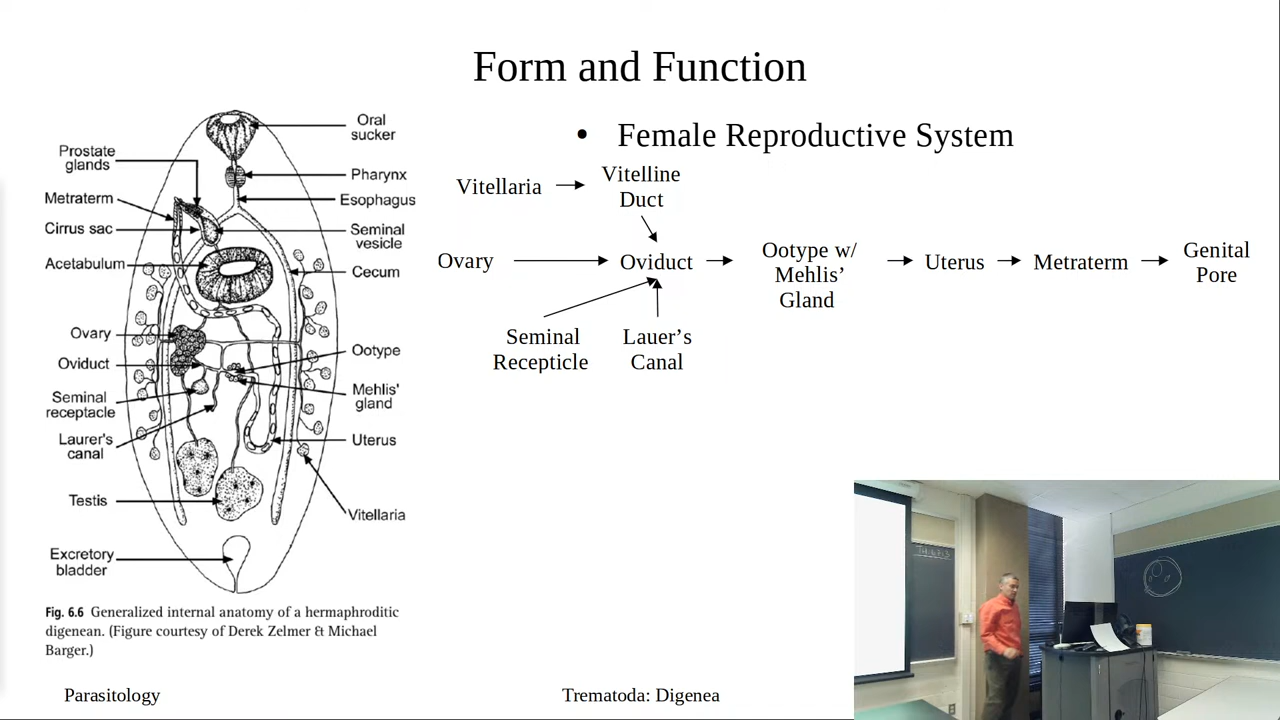 Form and Function
Oral
sucker
Prostate
glands
Pharynx
Metraterm
Esophagus
Cirrus sac
Seminal
vesicle
Acetabulum
Cecum
Ovary
Ootype
Oviduct
Mehlis'
gland
Seminal
receptacle
Laurer's
canal
Uterus
Testis
Vitellaria
Excretory
bladder
Fig. 6.6 Generalized internal anatomy of a hermaphroditic
digenean. (Figure courtesy of Derek Zelmer & Michael
Barger.)
• Female Reproductive System
Vitellaria
Vitelline
Duct
Ovary
Oviduct
Ootype w/
Mehlis’
Gland
Uterus
Metraterm
Genital
Pore
Seminal
Recepticle
Lauer’s
Canal
Parasitology
Trematoda: Digenea